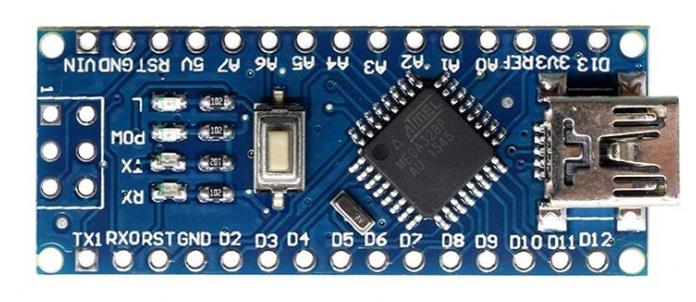 VIN GND RST 5V A7 A6 A5 A4 A3 A2 A1 A0 REF 3V3 D13
1
L
POW
TX
RX
102
102
102
102
ATMEL
MEGA328P
AU 1545
TX1 RX0 RST GND D2 D3 D4 D5 D6 D7 D8 D9 D10 D11 D12